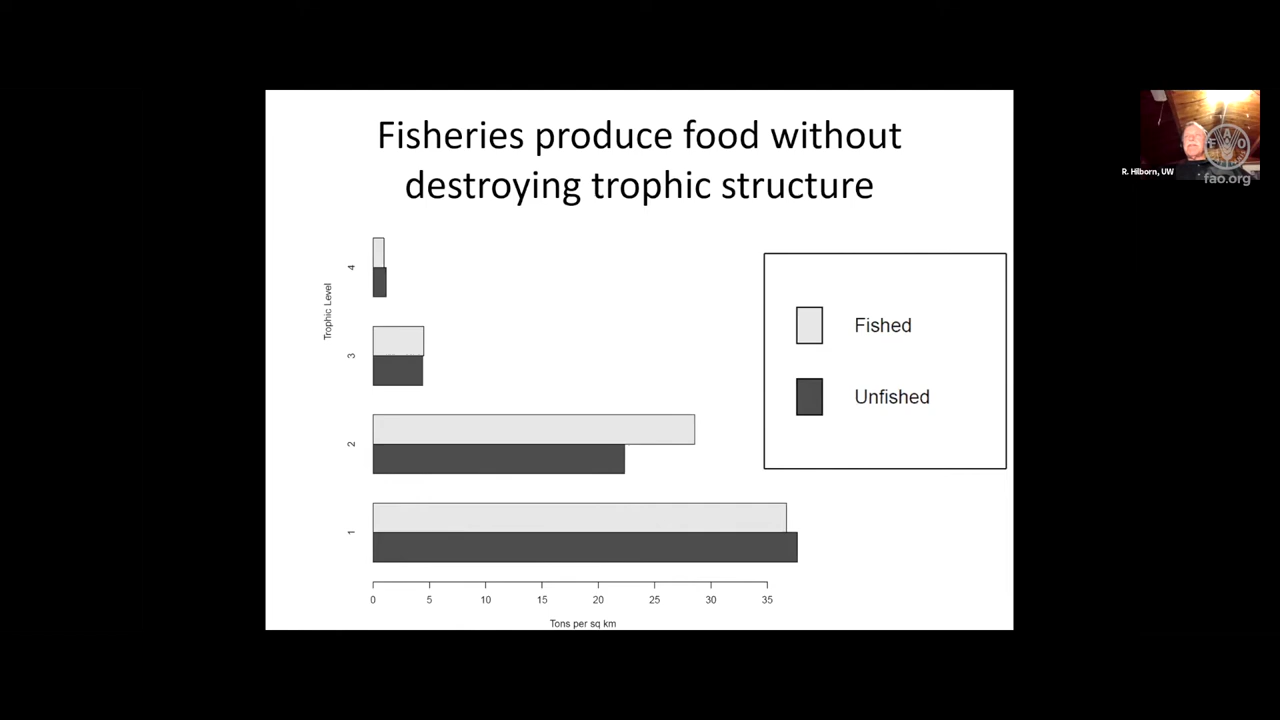 Fisheries produce food without
destroying trophic structure
R. Hilborn, UW
F A O
fao.org
Trophic Level
4
3
2
1
Fished
Unfished
0 5 10 15 20 25 30 35
Tons per sq km